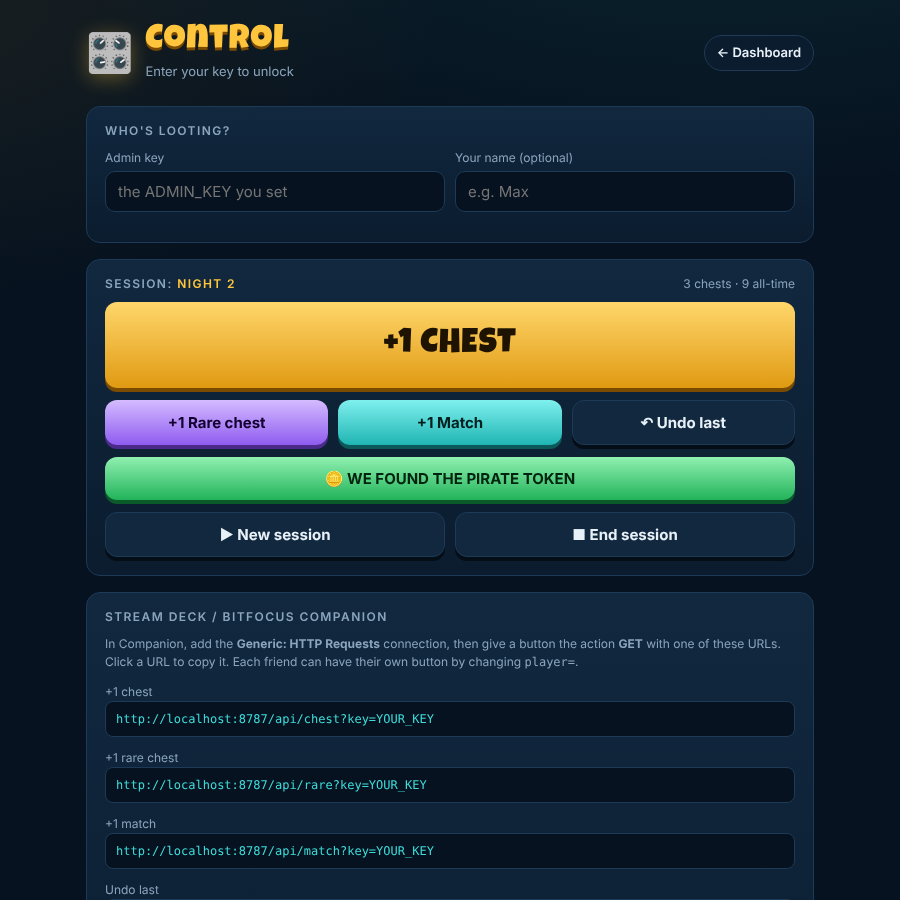 CONTROL
Enter your key to unlock
← Dashboard
WHO'S LOOTING?
Admin key
Your name (optional)
the ADMIN_KEY you set
e.g. Max
SESSION: NIGHT 2
3 chests · 9 all-time
+1 CHEST
+1 Rare chest
+1 Match
↶ Undo last
🪙 WE FOUND THE PIRATE TOKEN
▶ New session
■ End session
STREAM DECK / BITFOCUS COMPANION
In Companion, add the Generic: HTTP Requests connection, then give a button the action GET with one of these URLs.
Click a URL to copy it. Each friend can have their own button by changing player=.
+1 chest
http://localhost:8787/api/chest?key=YOUR_KEY
+1 rare chest
http://localhost:8787/api/rare?key=YOUR_KEY
+1 match
http://localhost:8787/api/match?key=YOUR_KEY
Undo last